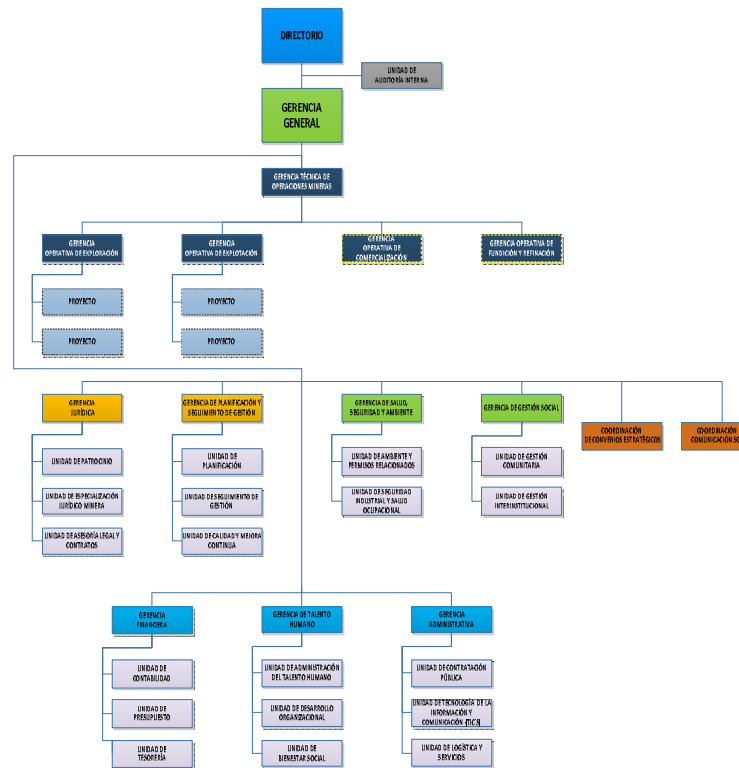 DIRECTORIO
UNIDAD DE
AUDITORÍA INTERNA
GERENCIA
GENERAL
GERENCIA TÉCNICA DE
OPERACIONES MINERAS
GERENCIA
OPERATIVA DE EXPLORACIÓN
GERENCIA
OPERATIVA DE EXPLOTACIÓN
GERENCIA
OPERATIVA DE
COMERCIALIZACIÓN
GERENCIA OPERATIVA DE
FUNDICIÓN Y REFINACIÓN
PROYECTO
PROYECTO
PROYECTO
PROYECTO
GERENCIA
JURÍDICA
GERENCIA DE PLANIFICACIÓN Y
SEGUIMIENTO DE GESTIÓN
GERENCIA DE SALUD,
SEGURIDAD Y AMBIENTE
GERENCIA DE GESTIÓN SOCIAL
COORDINACIÓN
DE CONVENIOS ESTRATÉGICOS
COORDINACIÓN
COMUNICACIÓN
UNIDAD DE PATROCINIO
UNIDAD DE
PLANIFICACIÓN
UNIDAD DE AMBIENTE Y
PERMISOS RELACIONADOS
UNIDAD DE GESTIÓN
COMUNITARIA
UNIDAD DE ESPECIALIZACIÓN
JURÍDICO MINERA
UNIDAD DE SEGUIMIENTO DE
GESTIÓN
UNIDAD DE SEGURIDAD
INDUSTRIAL Y SALUD
OCUPACIONAL
UNIDAD DE GESTIÓN
INTERINSTITUCIONAL
UNIDAD DE ASESORÍA LEGAL Y
CONTRATOS
UNIDAD DE CALIDAD Y MEJORA
CONTINUA
GERENCIA
FINANCIERA
GERENCIA DE TALENTO
HUMANO
GERENCIA
ADMINISTRATIVA
UNIDAD DE
CONTABILIDAD
UNIDAD DE ADMINISTRACIÓN
DEL TALENTO HUMANO
UNIDAD DE CONTRATACIÓN
PÚBLICA
UNIDAD DE
PRESUPUESTO
UNIDAD DE DESARROLLO
ORGANIZACIONAL
UNIDAD DE TECNOLOGÍA DE LA
INFORMACIÓN Y
COMUNICACIÓN (TIC'S)
UNIDAD DE
TESORERÍA
UNIDAD DE
BIENESTAR SOCIAL
UNIDAD DE LOGÍSTICA Y
SERVICIOS